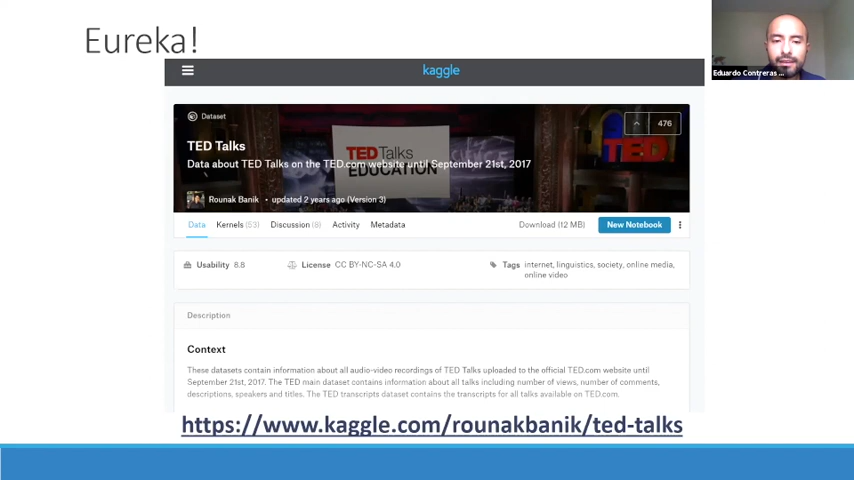 Eureka!
Eduardo Contreras ...
kaggle
Dataset
476
TED Talks
Data about TED Talks on the TED.com website until September 21st, 2017
TEDTalks
EDUCATION
TED
Rounak Banik • updated 2 years ago (Version 3)
Data Kernels (53) Discussion (8) Activity Metadata Download (12 MB) New Notebook
Usability 8.8 License CC BY-NC-SA 4.0 Tags internet, linguistics, society, online media,
online video
Description
Context
These datasets contain information about all audio-video recordings of TED Talks uploaded to the official TED.com website until
September 21st, 2017. The TED main dataset contains information about all talks including number of views, number of comments,
descriptions, speakers and titles. The TED transcripts dataset contains the transcripts for all talks available on TED.com.
https://www.kaggle.com/rounakbanik/ted-talks